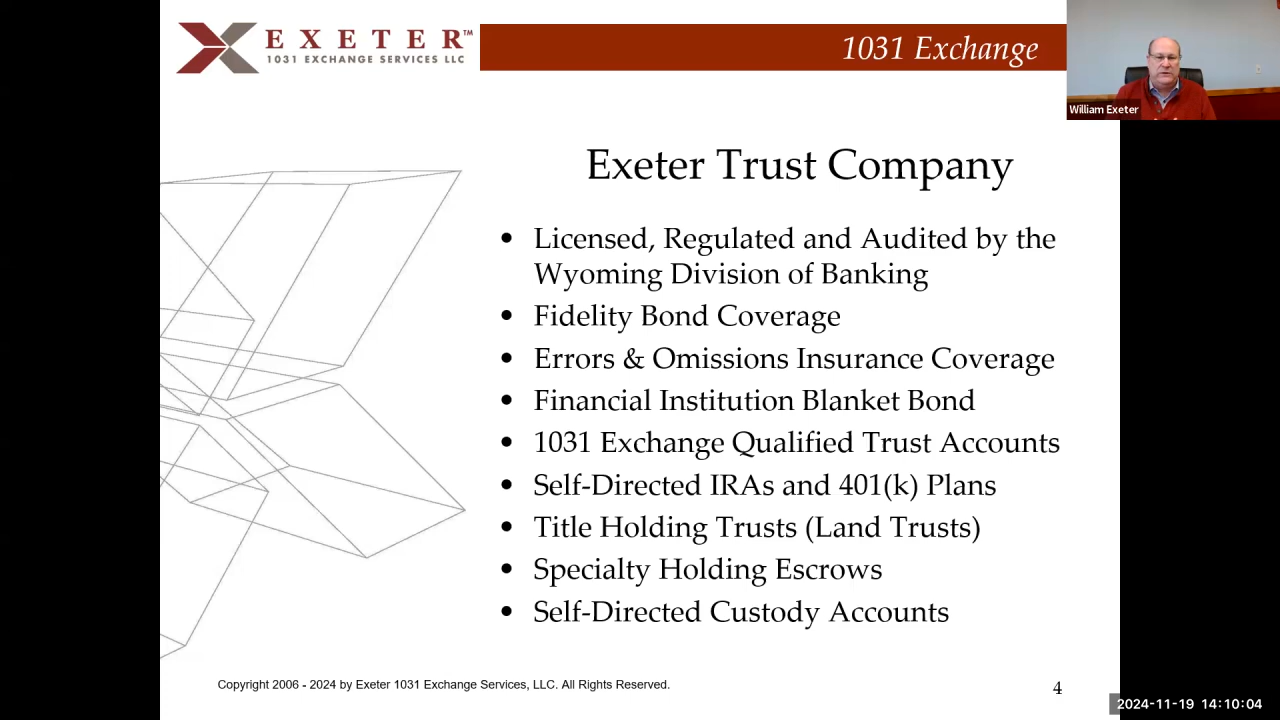 EXETER™
1031 EXCHANGE SERVICES LLC
1031 Exchange
William Exeter
Exeter Trust Company
• Licensed, Regulated and Audited by the
Wyoming Division of Banking
• Fidelity Bond Coverage
• Errors & Omissions Insurance Coverage
• Financial Institution Blanket Bond
• 1031 Exchange Qualified Trust Accounts
• Self-Directed IRAs and 401(k) Plans
• Title Holding Trusts (Land Trusts)
• Specialty Holding Escrows
• Self-Directed Custody Accounts
Copyright 2006 - 2024 by Exeter 1031 Exchange Services, LLC. All Rights Reserved.
4
2024-11-19 14:10:04